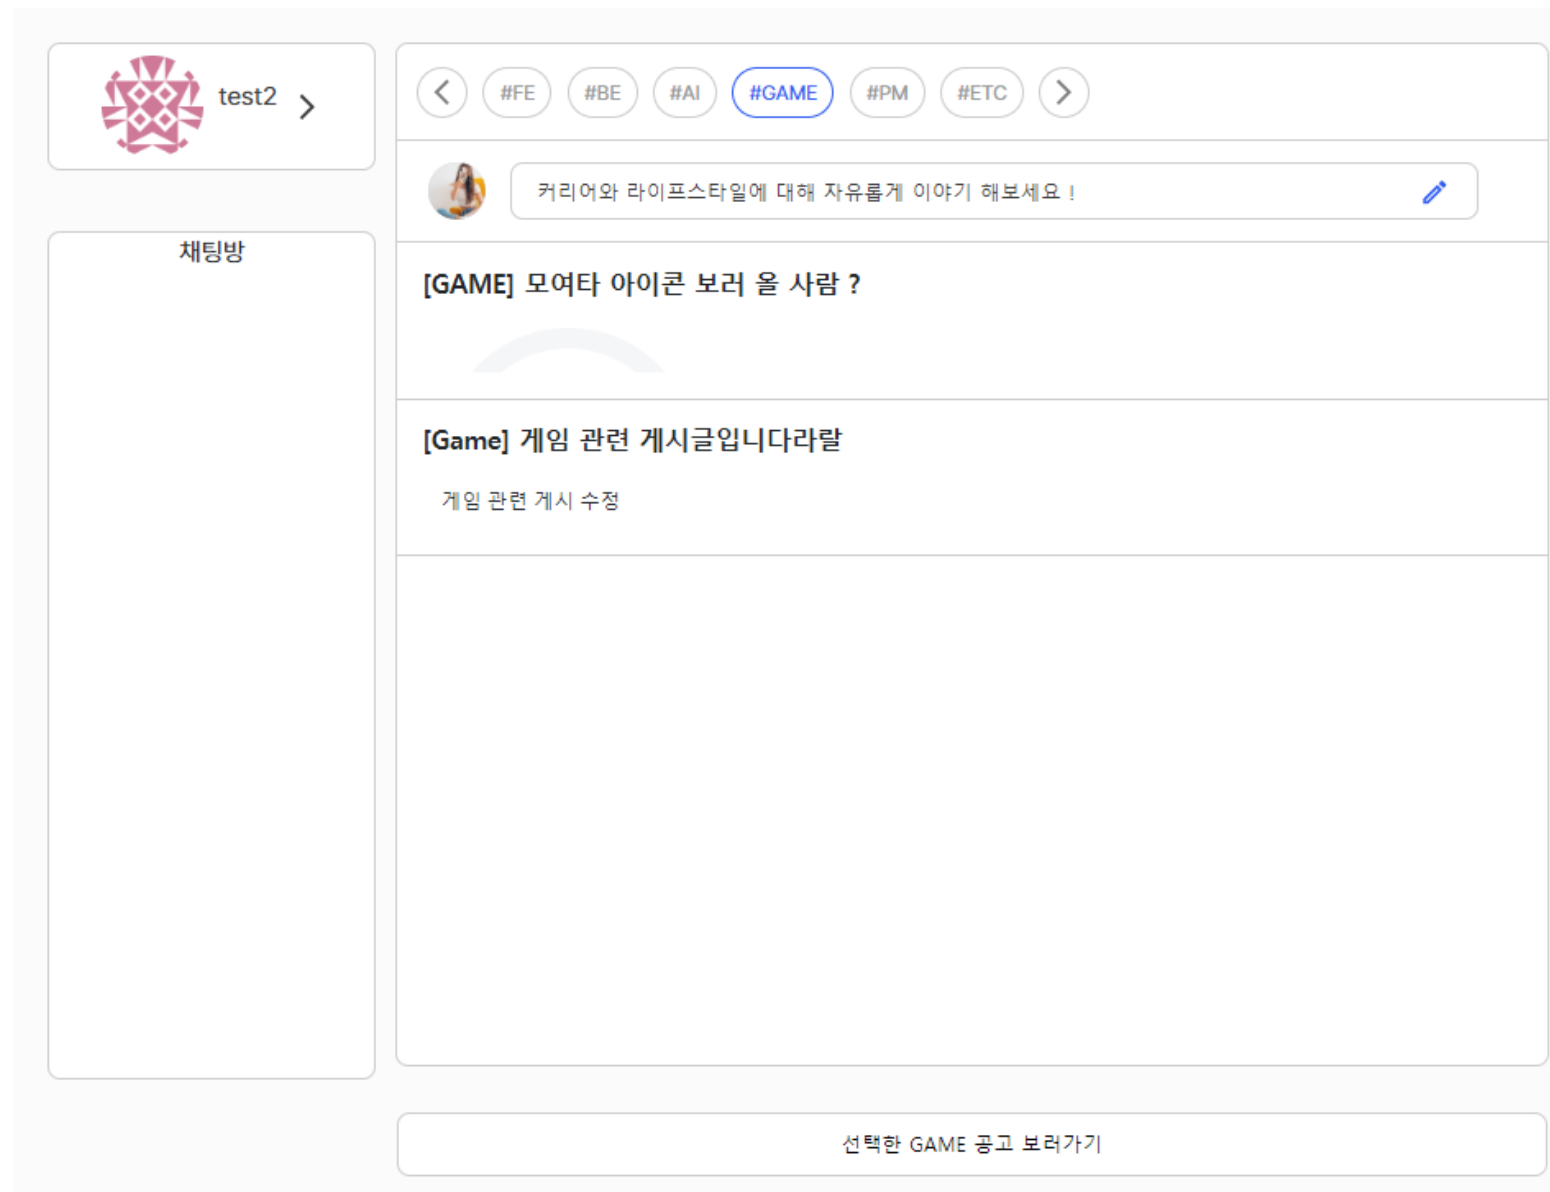 test2
채팅방
#FE
#BE
#AI
#GAME
#PM
#ETC
커리어와 라이프스타일에 대해 자유롭게 이야기 해보세요 !
[GAME] 모여타 아이콘 보러 올 사람 ?
[Game] 게임 관련 게시글입니다라랄
게임 관련 게시 수정
선택한 GAME 공고 보러가기